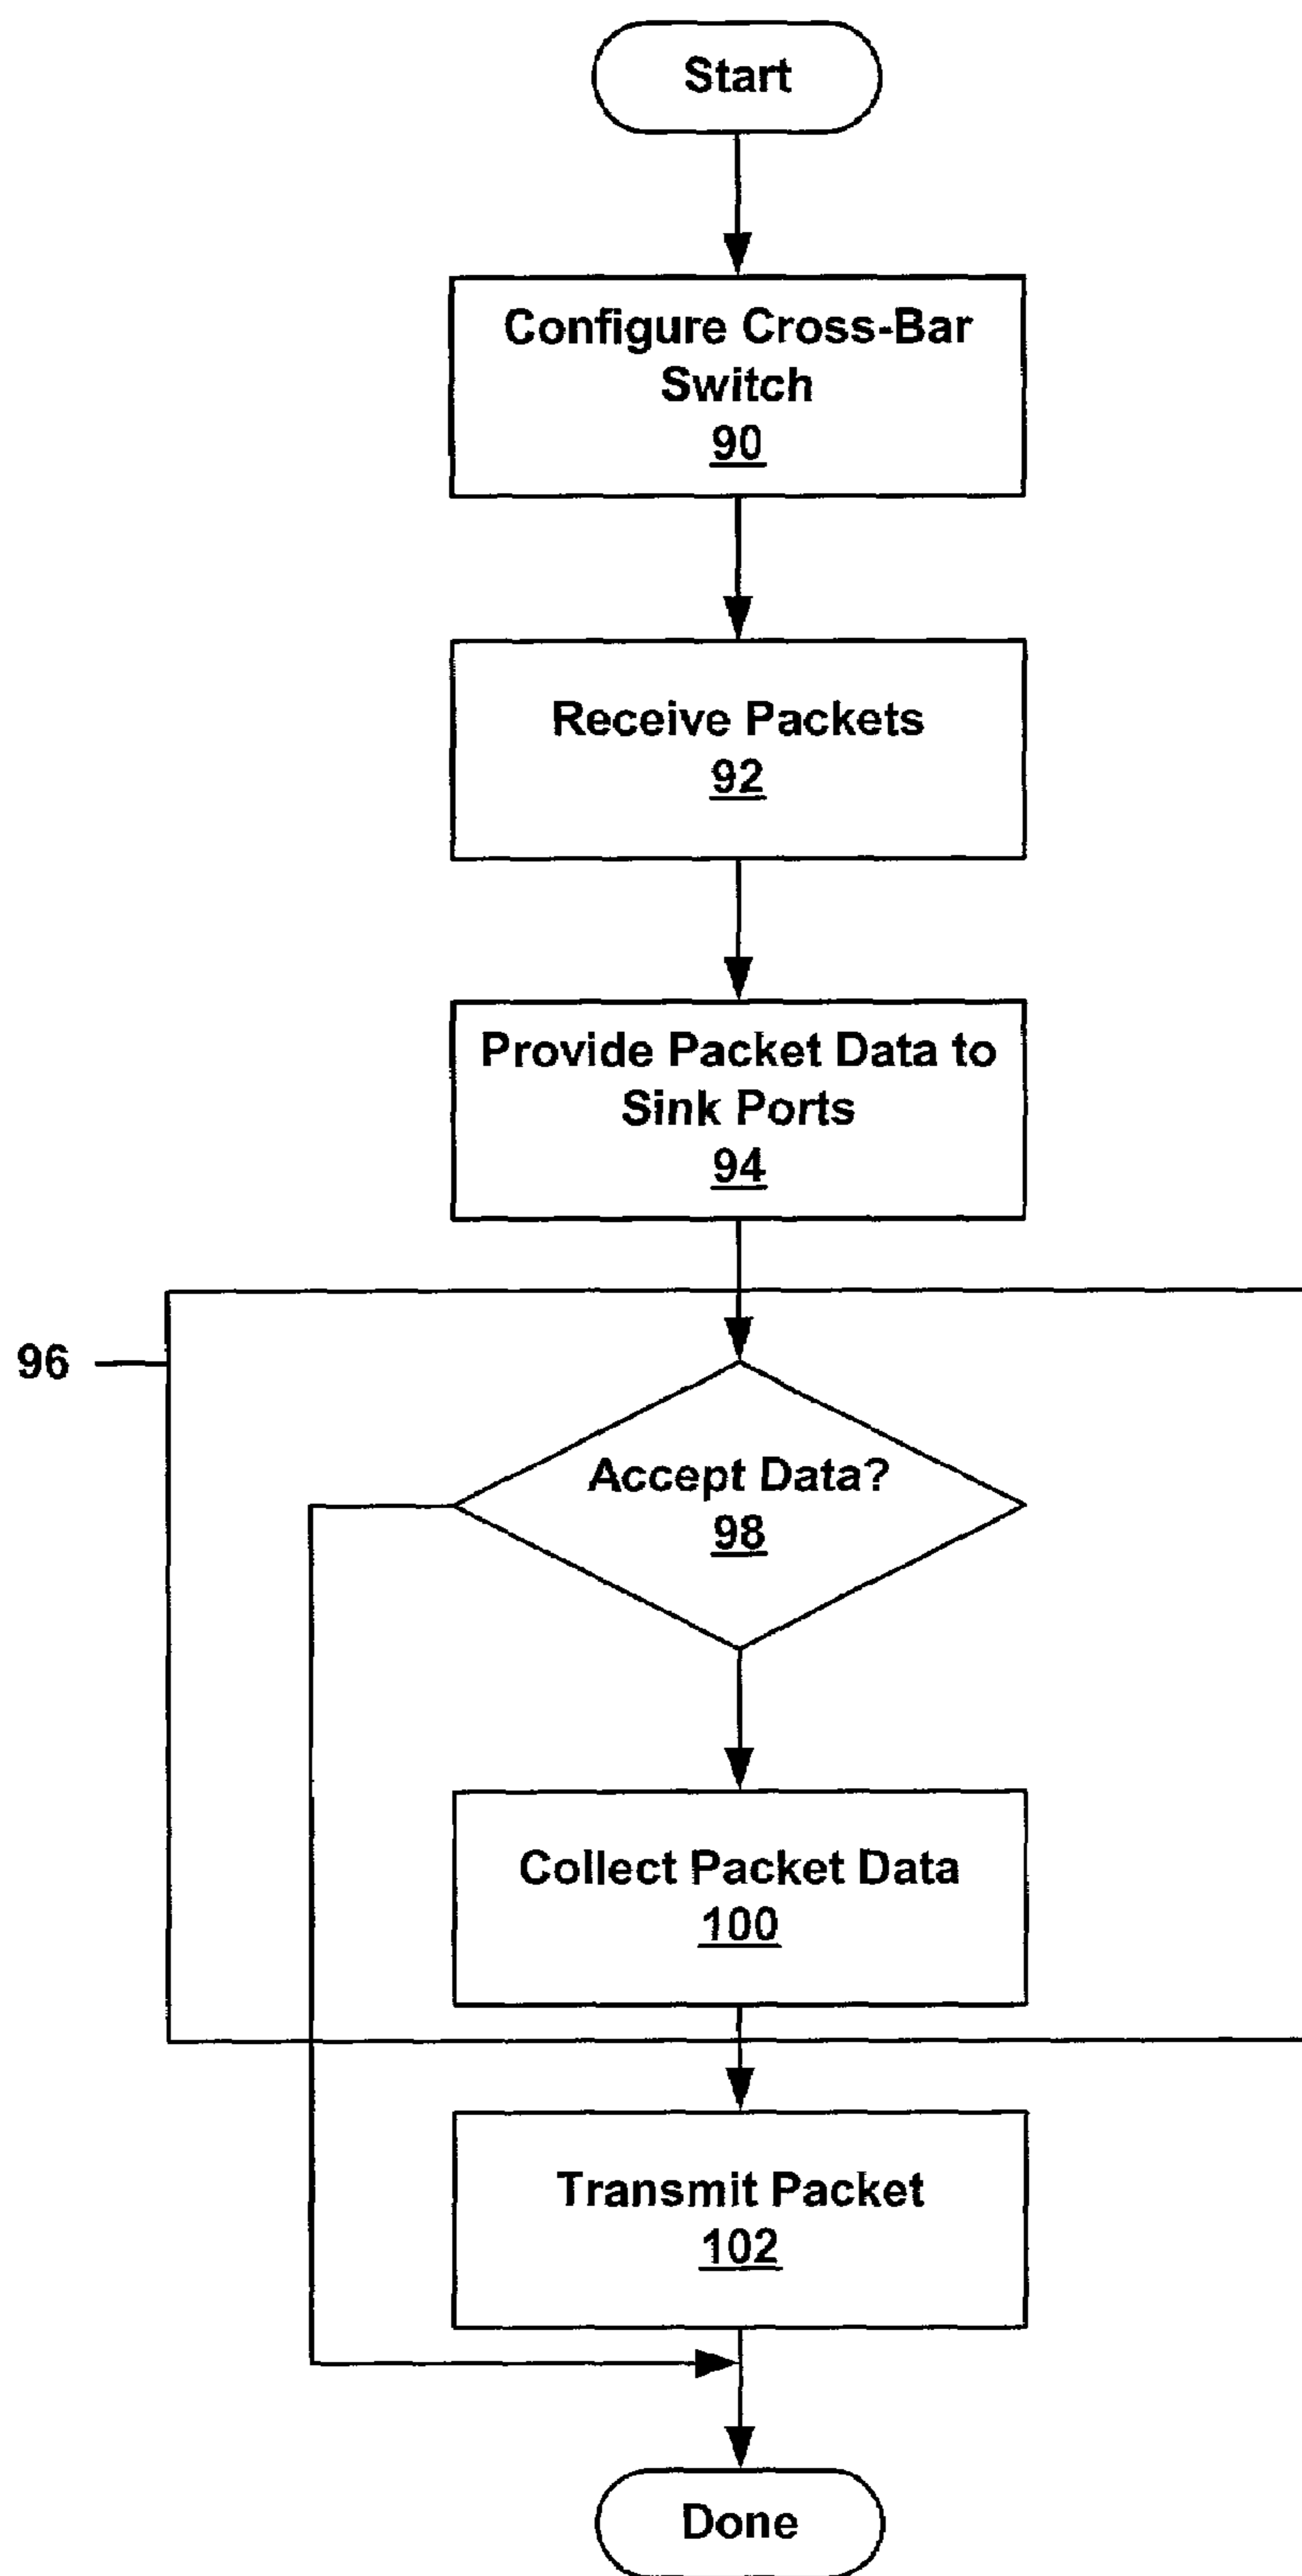 Start
Configure Cross-Bar
Switch
90
Receive Packets
92
Provide Packet Data to
Sink Ports
94
96
Accept Data?
98
Collect Packet Data
100
Transmit Packet
102
Done